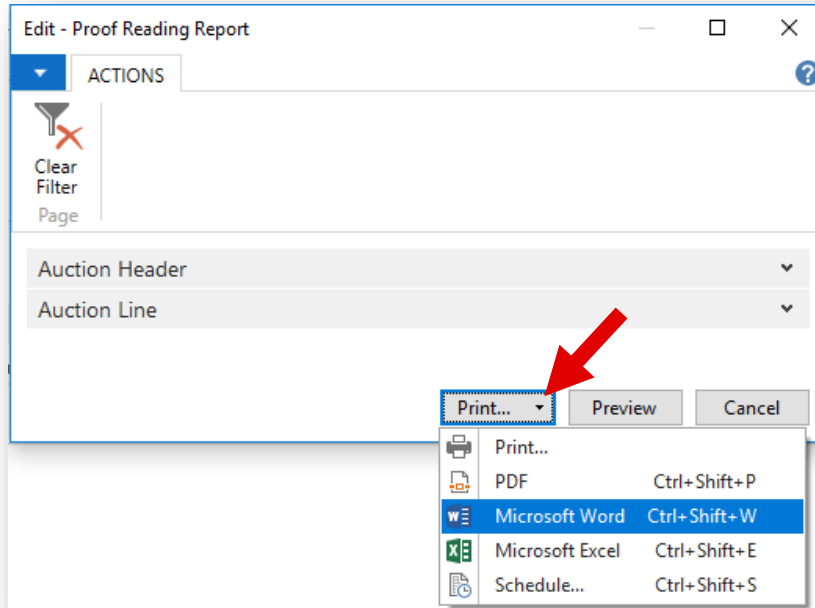 Edit - Proof Reading Report
ACTIONS
?
Clear
Filter
Page
Auction Header
Auction Line
Print... Preview Cancel
Print...
PDF Ctrl+Shift+P
Microsoft Word Ctrl+Shift+W
Microsoft Excel Ctrl+Shift+E
Schedule... Ctrl+Shift+S